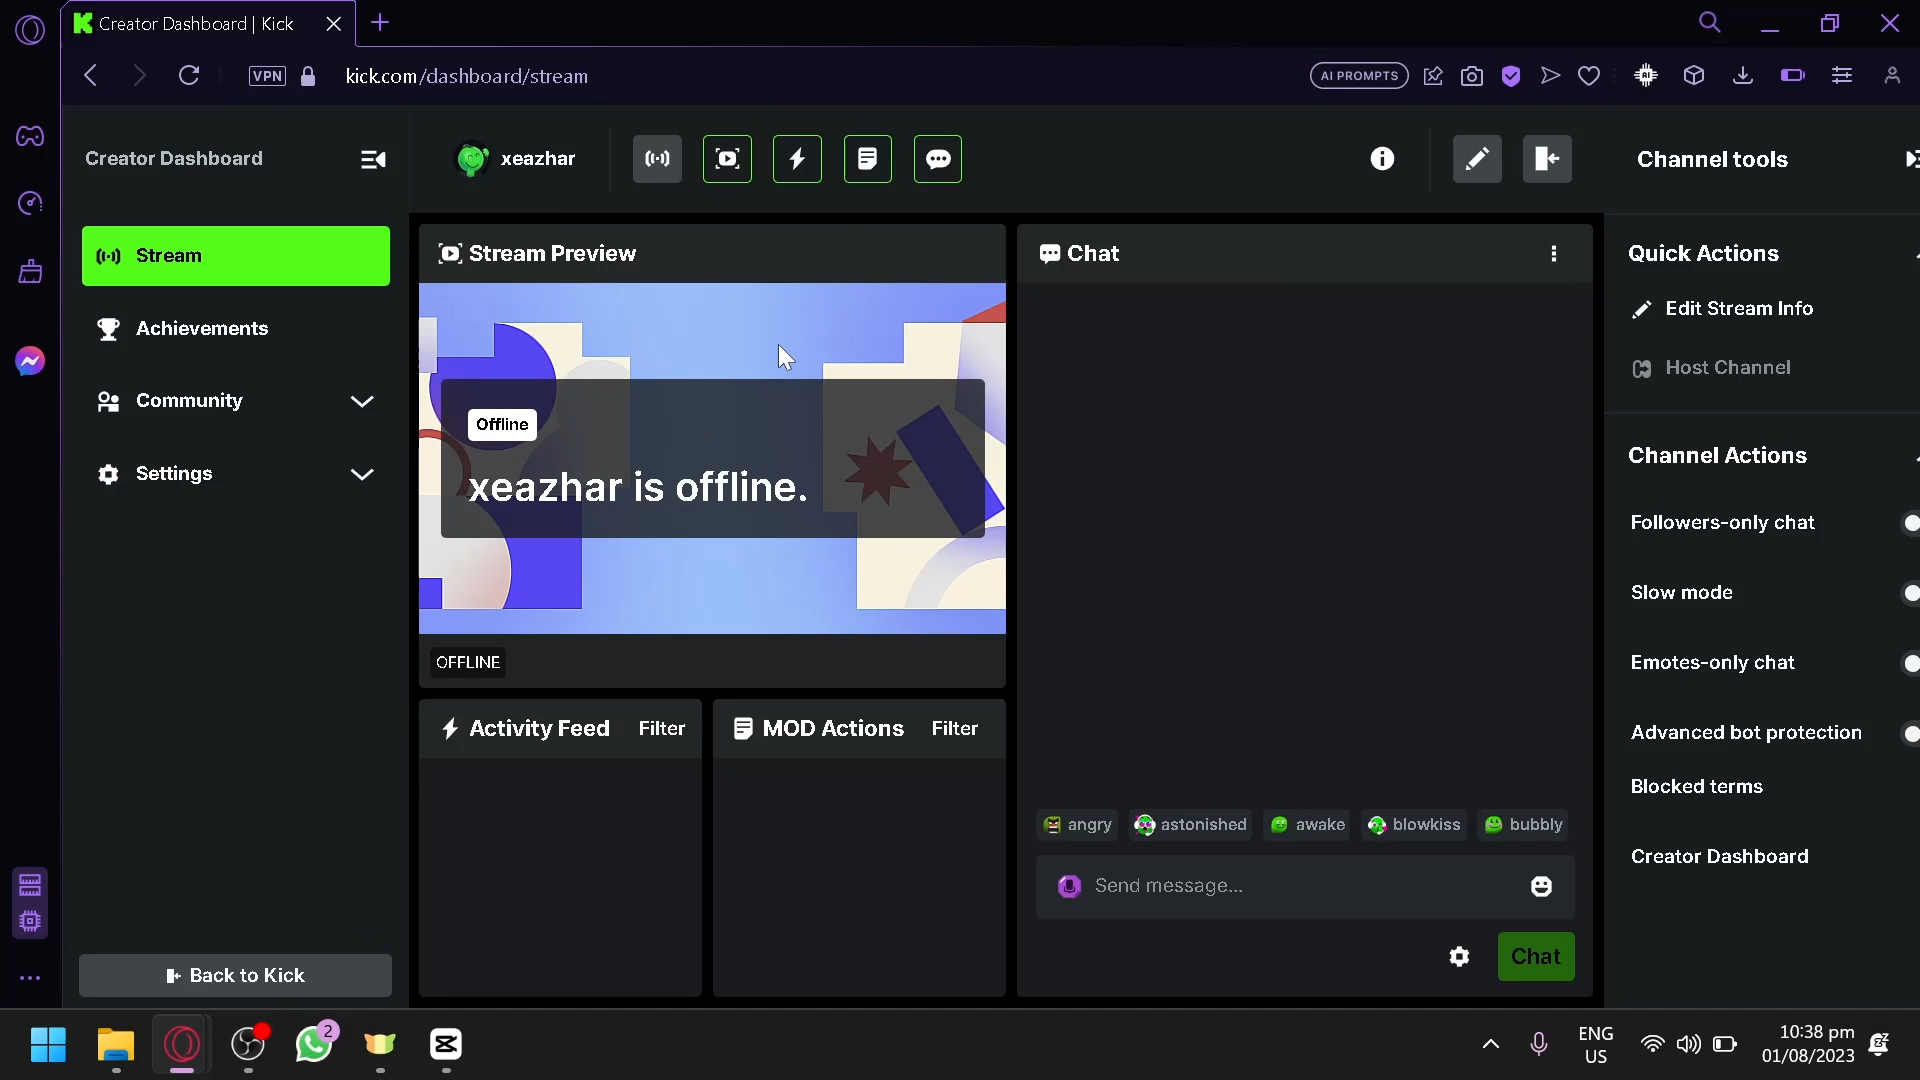 Creator Dashboard | Kick
VPN
kick.com/dashboard/stream
AI PROMPTS
Creator Dashboard
xeazhar
Channel tools
Stream
Achievements
Community
Settings
Back to Kick
Stream Preview
Offline
xeazhar is offline.
OFFLINE
Activity Feed
Filter
MOD Actions
Filter
Chat
angry
astonished
awake
blowkiss
bubbly
Send message...
Chat
Quick Actions
Edit Stream Info
Host Channel
Channel Actions
Followers-only chat
Slow mode
Emotes-only chat
Advanced bot protection
Blocked terms
Creator Dashboard
2
ENG
US
10:38 pm
01/08/2023